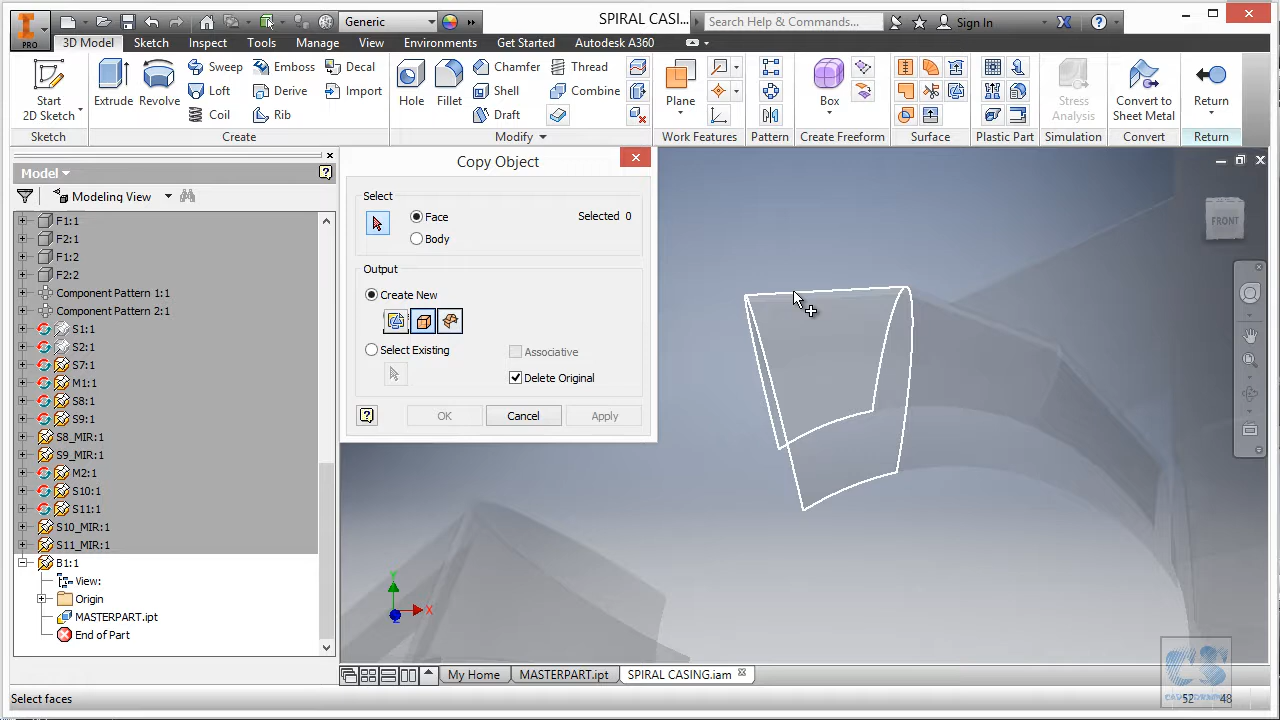 Generic
SPIRAL CASING...
Search Help & Commands...
Sign In
PRO
3D Model
Sketch
Inspect
Tools
Manage
View
Environments
Get Started
Autodesk A360
Start
2D Sketch
Extrude
Revolve
Sweep
Loft
Coil
Emboss
Derive
Rib
Decal
Impo
Hole
Fillet
Chamfer
Shell
Draft
Thread
Combine
Plane
Box
Stress
Analysis
Convert to
Sheet Metal
Return
Sketch
Create
Modify
Work Features
Pattern
Create Freeform
Surface
Plastic Part
Simulation
Convert
Return
Model
Modeling View
F1:1
F2:1
F1:2
F2:2
Component Pattern 1:1
Component Pattern 2:1
S1:1
S2:1
S7:1
M1:1
S8:1
S9:1
S8_MIR:1
S9_MIR:1
M2:1
S10:1
S11:1
S10_MIR:1
S11_MIR:1
B1:1
View:
Origin
MASTERPART.ipt
End of Part
Copy Object
Select
Face
Selected 0
Body
Output
Create New
Select Existing
Associative
Delete Original
OK
Cancel
Apply
FRONT
Y
X
Z
My Home
MASTERPART.ipt
SPIRAL CASING.iam
Select faces
52
48